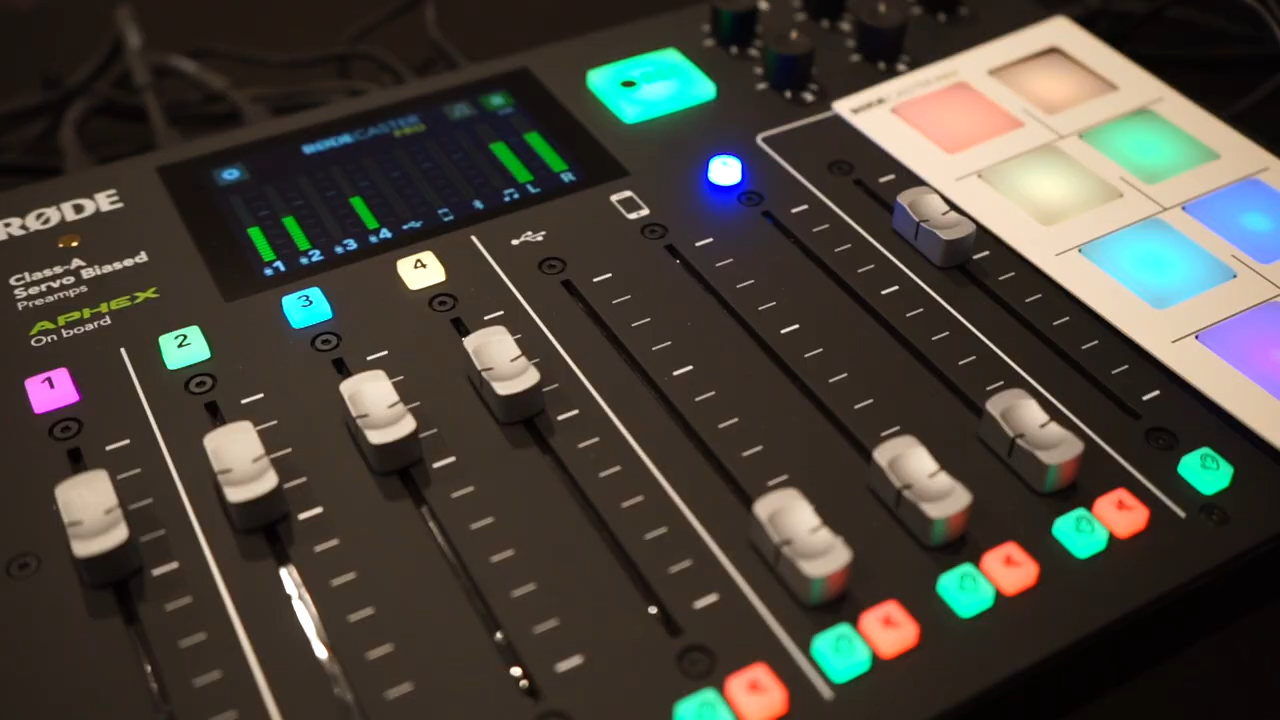 RØDE
Class-A
Servo Biased
Preamps
APHEX
On board
RØDECASTER
PRO
1 2 3 4 L R
1
2
3
4